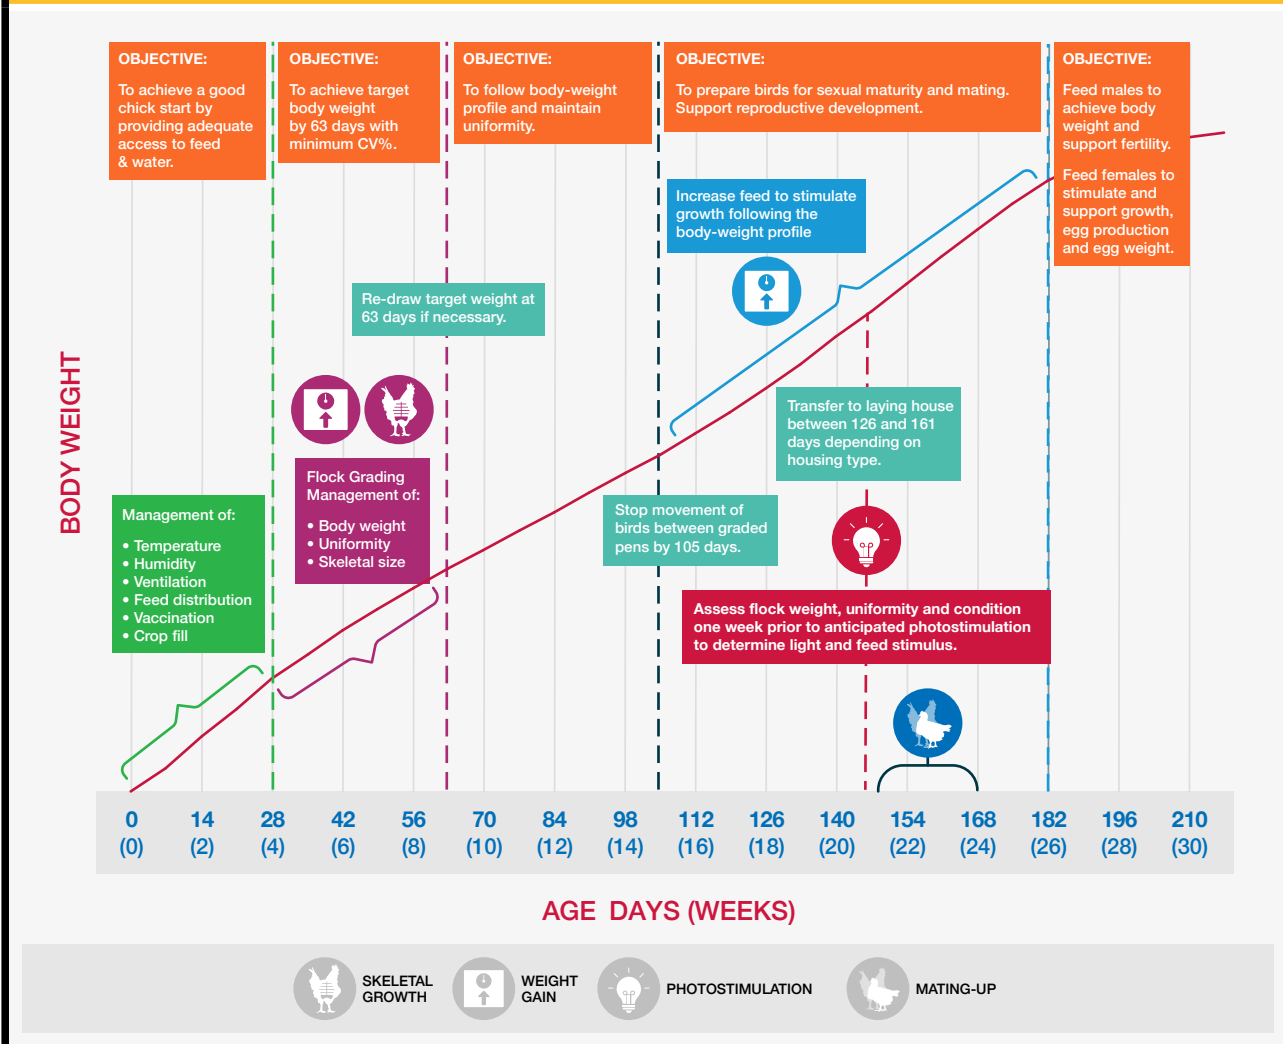 OBJECTIVE:
To achieve a good
chick start by
providing adequate
access to feed
& water.
OBJECTIVE:
To achieve target
body weight
by 63 days with
minimum CV%.
OBJECTIVE:
To follow body-weight
profile and maintain
uniformity.
OBJECTIVE:
To prepare birds for sexual maturity and mating.
Support reproductive development.
OBJECTIVE:
Feed males to
achieve body
weight and
support fertility.
Feed females to
stimulate and
support growth,
egg production
and egg weight.
Increase feed to stimulate
growth following the
body-weight profile
Re-draw target weight at
63 days if necessary.
BODY WEIGHT
Transfer to laying house
between 126 and 161
days depending on
housing type.
Flock Grading
Management of:
• Body weight
• Uniformity
• Skeletal size
Management of:
• Temperature
• Humidity
• Ventilation
• Feed distribution
• Vaccination
• Crop fill
Stop movement of
birds between graded
pens by 105 days.
Assess flock weight, uniformity and condition
one week prior to anticipated photostimulation
to determine light and feed stimulus.
0 14 28 42 56 70 84 98 112 126 140 154 168 182 196 210
(0) (2) (4) (6) (8) (10) (12) (14) (16) (18) (20) (22) (24) (26) (28) (30)
AGE DAYS (WEEKS)
SKELETAL
GROWTH
WEIGHT
GAIN
PHOTOSTIMULATION
MATING-UP